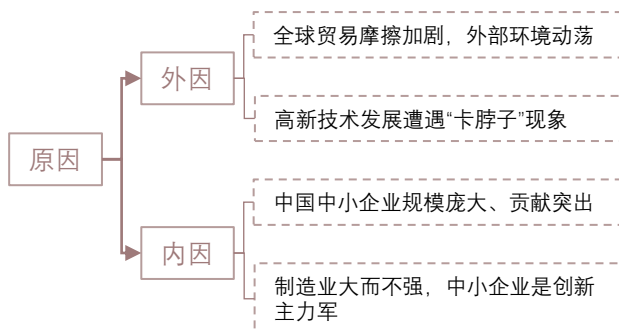 全球贸易摩擦加剧，外部环境动荡
外因
高新技术发展遭遇“卡脖子”现象
原因
中国中小企业规模庞大、贡献突出
内因
制造业大而不强，中小企业是创新
主力军